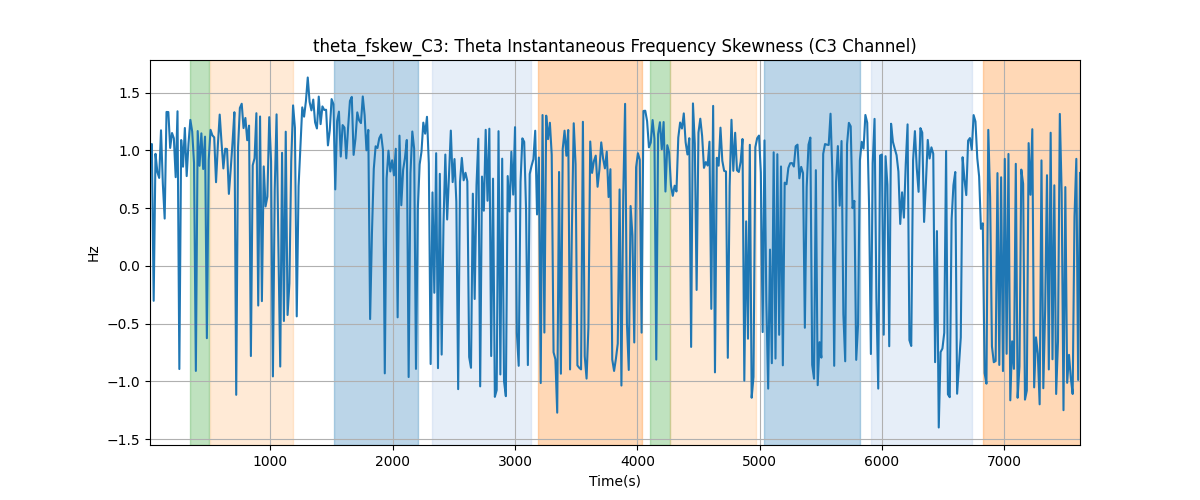 theta_fskew_C3: Theta Instantaneous Frequency Skewness (C3 Channel)
1.5
1.0
0.5
0.0
−0.5
−1.0
−1.5
Hz
1000 2000 3000 4000 5000 6000 7000
Time(s)